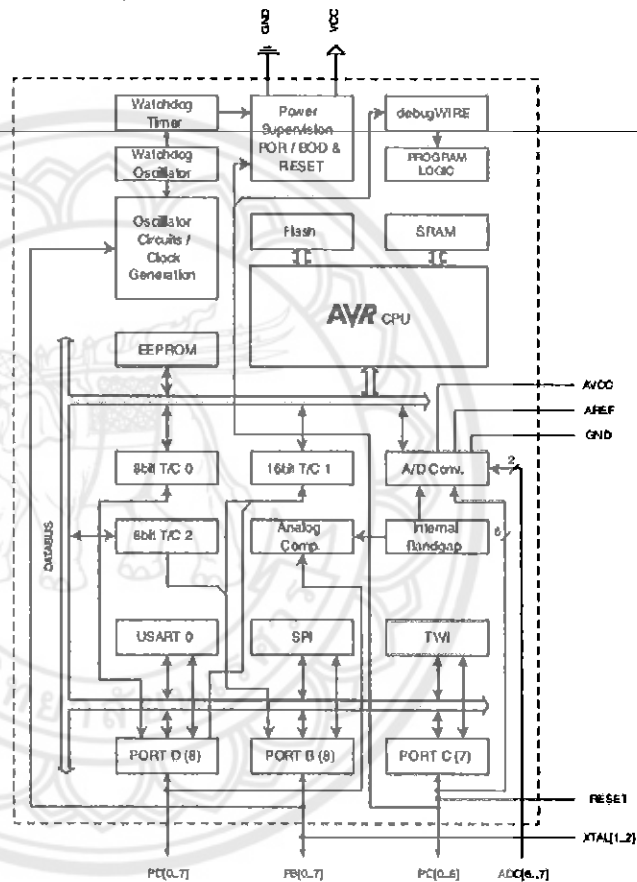 GND
VCC
Watchdog
Timer
Power
Supervision
POR / BOD &
RESET
debugWIRE
Watchdog
Oscillator
PROGRAM
LOGIC
Oscillator
Circuits /
Clock
Generation
Flash
SRAM
AVR CPU
EEPROM
AVCC
AREF
GND
8bit T/C 0
16bit T/C 1
A/D Conv.
2
8bit T/C 2
Analog
Comp.
Internal
Bandgap
6
DATABUS
USART 0
SPI
TWI
PORT D (8)
PORT B (8)
PORT C (7)
RESET
XTAL[1..2]
PD[0..7]
PB[0..7]
PC[0..6]
ADC[6..7]